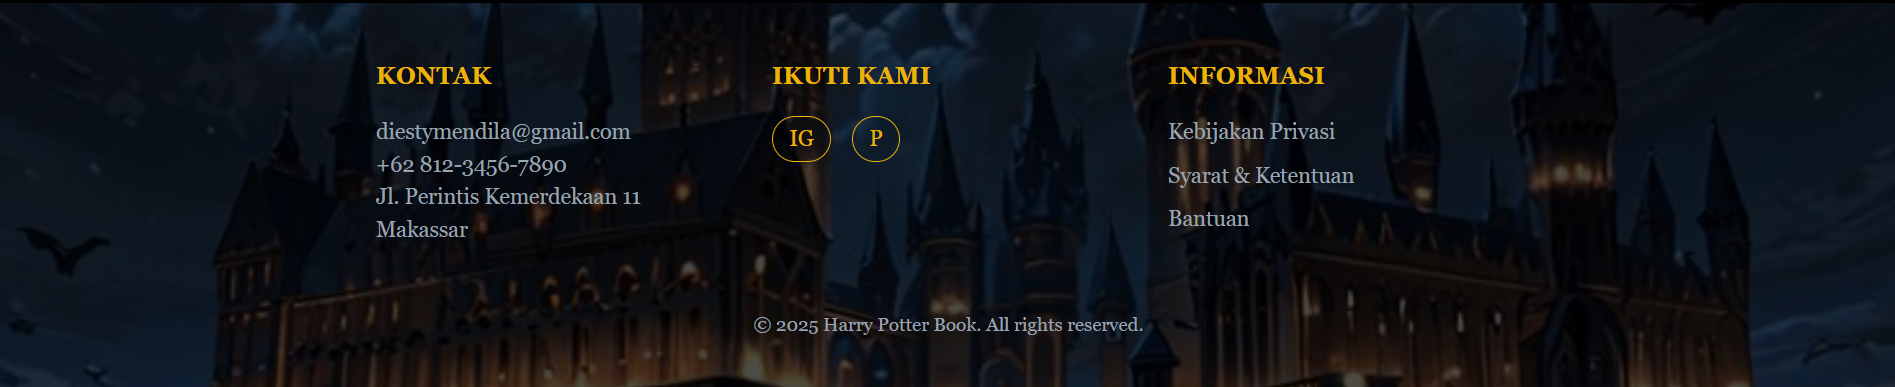 KONTAK
diestymendila@gmail.com
+62 812-3456-7890
Jl. Perintis Kemerdekaan 11
Makassar
IKUTI KAMI
IG
P
INFORMASI
Kebijakan Privasi
Syarat & Ketentuan
Bantuan
© 2025 Harry Potter Book. All rights reserved.